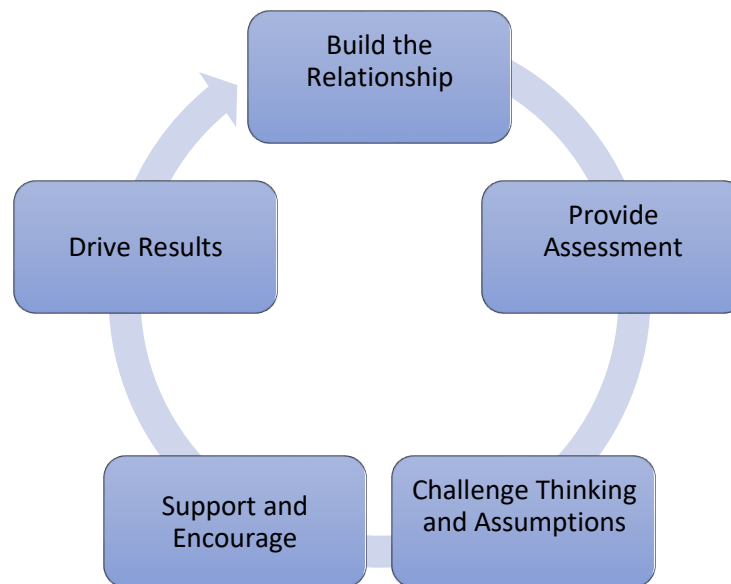 Build the
Relationship
Provide
Assessment
Challenge Thinking
and Assumptions
Support and
Encourage
Drive Results